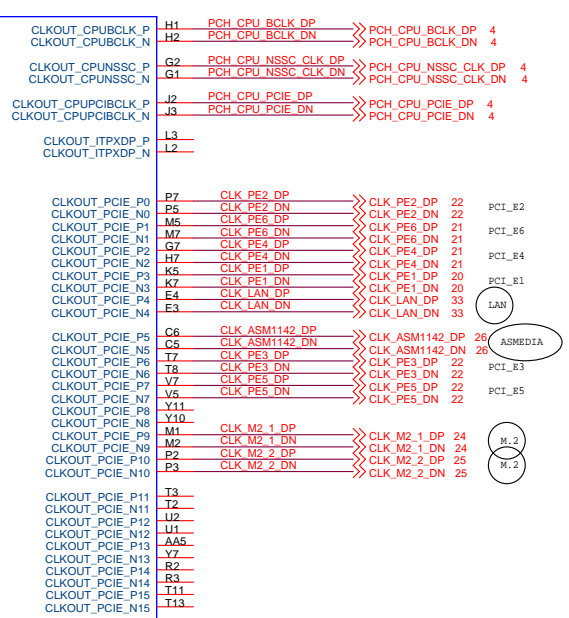 CLKOUT_CPUBCLK_P H1 PCH_CPU_BCLK_DP PCH_CPU_BCLK_DP 4
CLKOUT_CPUBCLK_N H2 PCH_CPU_BCLK_DN PCH_CPU_BCLK_DN 4
CLKOUT_CPUNSSC_P G2 PCH_CPU_NSSC_CLK_DP PCH_CPU_NSSC_CLK_DP 4
CLKOUT_CPUNSSC_N G1 PCH_CPU_NSSC_CLK_DN PCH_CPU_NSSC_CLK_DN 4
CLKOUT_CPUPCIBCLK_P J2 PCH_CPU_PCIE_DP PCH_CPU_PCIE_DP 4
CLKOUT_CPUPCIBCLK_N J3 PCH_CPU_PCIE_DN PCH_CPU_PCIE_DN 4
CLKOUT_ITPXDP_P L3
CLKOUT_ITPXDP_N L2
CLKOUT_PCIE_P0 P7 CLK_PE2_DP CLK_PE2_DP 22 PCI_E2
CLKOUT_PCIE_N0 P5 CLK_PE2_DN CLK_PE2_DN 22
CLKOUT_PCIE_P1 M5 CLK_PE6_DP CLK_PE6_DP 21 PCI_E6
CLKOUT_PCIE_N1 M7 CLK_PE6_DN CLK_PE6_DN 21
CLKOUT_PCIE_P2 G7 CLK_PE4_DP CLK_PE4_DP 21 PCI_E4
CLKOUT_PCIE_N2 H7 CLK_PE4_DN CLK_PE4_DN 21
CLKOUT_PCIE_P3 K5 CLK_PE1_DP CLK_PE1_DP 20 PCI_E1
CLKOUT_PCIE_N3 K7 CLK_PE1_DN CLK_PE1_DN 20
CLKOUT_PCIE_P4 E4 CLK_LAN_DP CLK_LAN_DP 33 LAN
CLKOUT_PCIE_N4 E3 CLK_LAN_DN CLK_LAN_DN 33
CLKOUT_PCIE_P5 C6 CLK_ASM1142_DP CLK_ASM1142_DP 26 ASMEDIA
CLKOUT_PCIE_N5 C5 CLK_ASM1142_DN CLK_ASM1142_DN 26
CLKOUT_PCIE_P6 T7 CLK_PE3_DP CLK_PE3_DP 22 PCI_E3
CLKOUT_PCIE_N6 T8 CLK_PE3_DN CLK_PE3_DN 22
CLKOUT_PCIE_P7 V7 CLK_PE5_DP CLK_PE5_DP 22 PCI_E5
CLKOUT_PCIE_N7 V5 CLK_PE5_DN CLK_PE5_DN 22
CLKOUT_PCIE_P8 Y11
CLKOUT_PCIE_N8 Y10
CLKOUT_PCIE_P9 M1 CLK_M2_1_DP CLK_M2_1_DP 24 M.2
CLKOUT_PCIE_N9 M2 CLK_M2_1_DN CLK_M2_1_DN 24
CLKOUT_PCIE_P10 P2 CLK_M2_2_DP CLK_M2_2_DP 25 M.2
CLKOUT_PCIE_N10 P3 CLK_M2_2_DN CLK_M2_2_DN 25
CLKOUT_PCIE_P11 T3
CLKOUT_PCIE_N11 T2
CLKOUT_PCIE_P12 U2
CLKOUT_PCIE_N12 U1
CLKOUT_PCIE_P13 AA5
CLKOUT_PCIE_N13 Y7
CLKOUT_PCIE_P14 R2
CLKOUT_PCIE_N14 R3
CLKOUT_PCIE_P15 T11
CLKOUT_PCIE_N15 T13